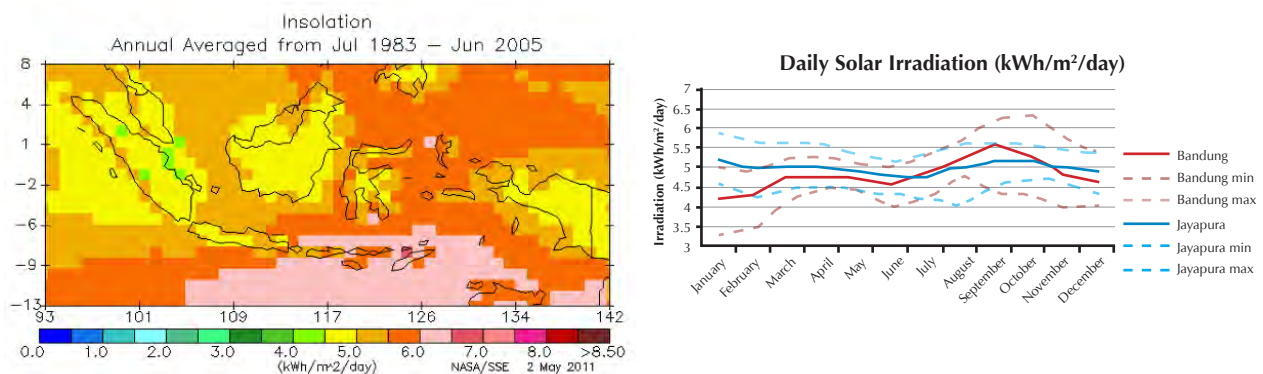 Insolation
Annual Averaged from Jul 1983 – Jun 2005
8
4
1
−2
−6
−9
−13
93 101 109 117 126 134 142
0.0 1.0 2.0 3.0 4.0 5.0 6.0 7.0 8.0 >8.50
(kWh/m^2/day) NASA/SSE 2 May 2011
Daily Solar Irradiation (kWh/m²/day)
Irradiation (kWh/m²/day)
7
6.5
6
5.5
5
4.5
4
3.5
3
January February March April May June July August September October November December
Bandung
Bandung min
Bandung max
Jayapura
Jayapura min
Jayapura max